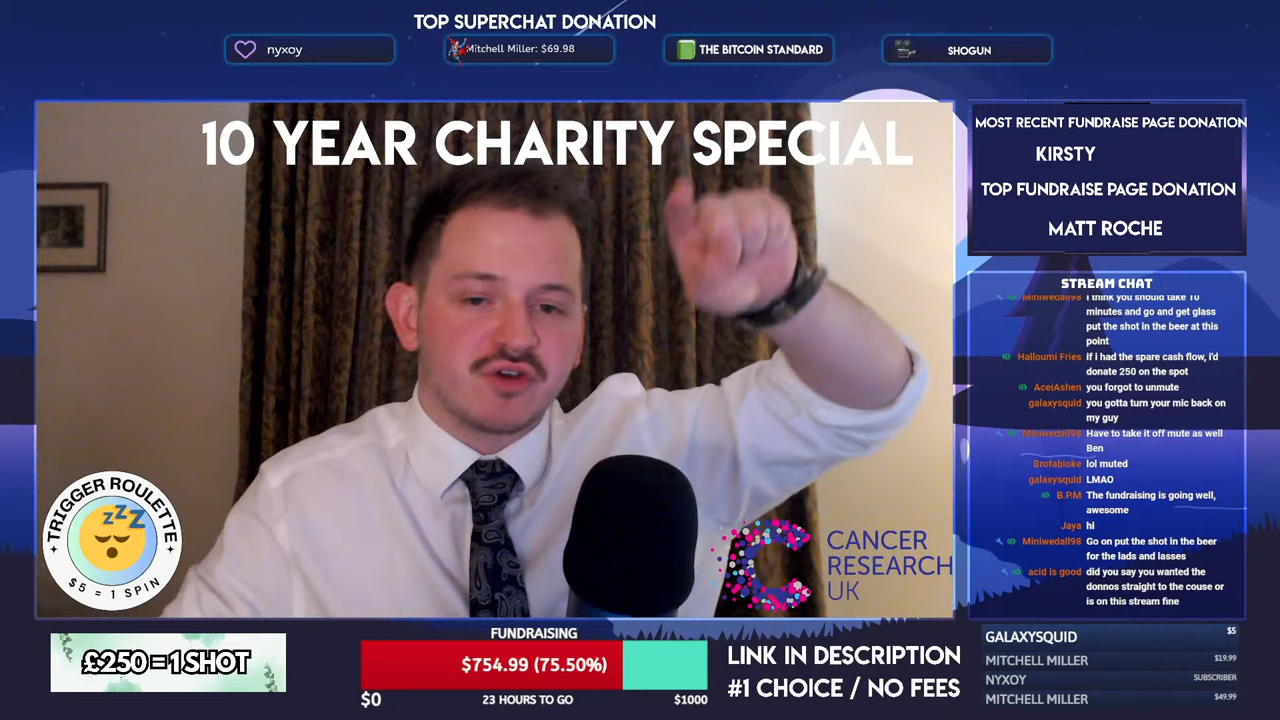 TOP SUPERCHAT DONATION
nyxoy
Mitchell Miller: $69.98
THE BITCOIN STANDARD
SHOGUN
10 YEAR CHARITY SPECIAL
MOST RECENT FUNDRAISE PAGE DONATION
KIRSTY
TOP FUNDRAISE PAGE DONATION
MATT ROCHE
STREAM CHAT
Miniwedall98 I think you should take 10
minutes and go and get glass
put the shot in the beer at this
point
Halloumi Fries if i had the spare cash flow, i'd
donate 250 on the spot
AceiAshen you forgot to unmute
galaxysquid you gotta turn your mic back on
my guy
Miniwedall98 Have to take it off mute as well
Ben
Brofabloke lol muted
galaxysquid LMAO
B.P.M The fundraising is going well,
awesome
Jaya hi
Miniwedall98 Go on put the shot in the beer
for the lads and lasses
acid is good did you say you wanted the
donnos straight to the couse or
is on this stream fine
TRIGGER ROULETTE
zzz
$5 = 1 SPIN
CANCER
RESEARCH
UK
£250 = 1 SHOT
FUNDRAISING
$754.99 (75.50%)
$0
23 HOURS TO GO
$1000
LINK IN DESCRIPTION
#1 CHOICE / NO FEES
GALAXYSQUID $5
MITCHELL MILLER $19.99
NYXOY SUBSCRIBER
MITCHELL MILLER $49.99